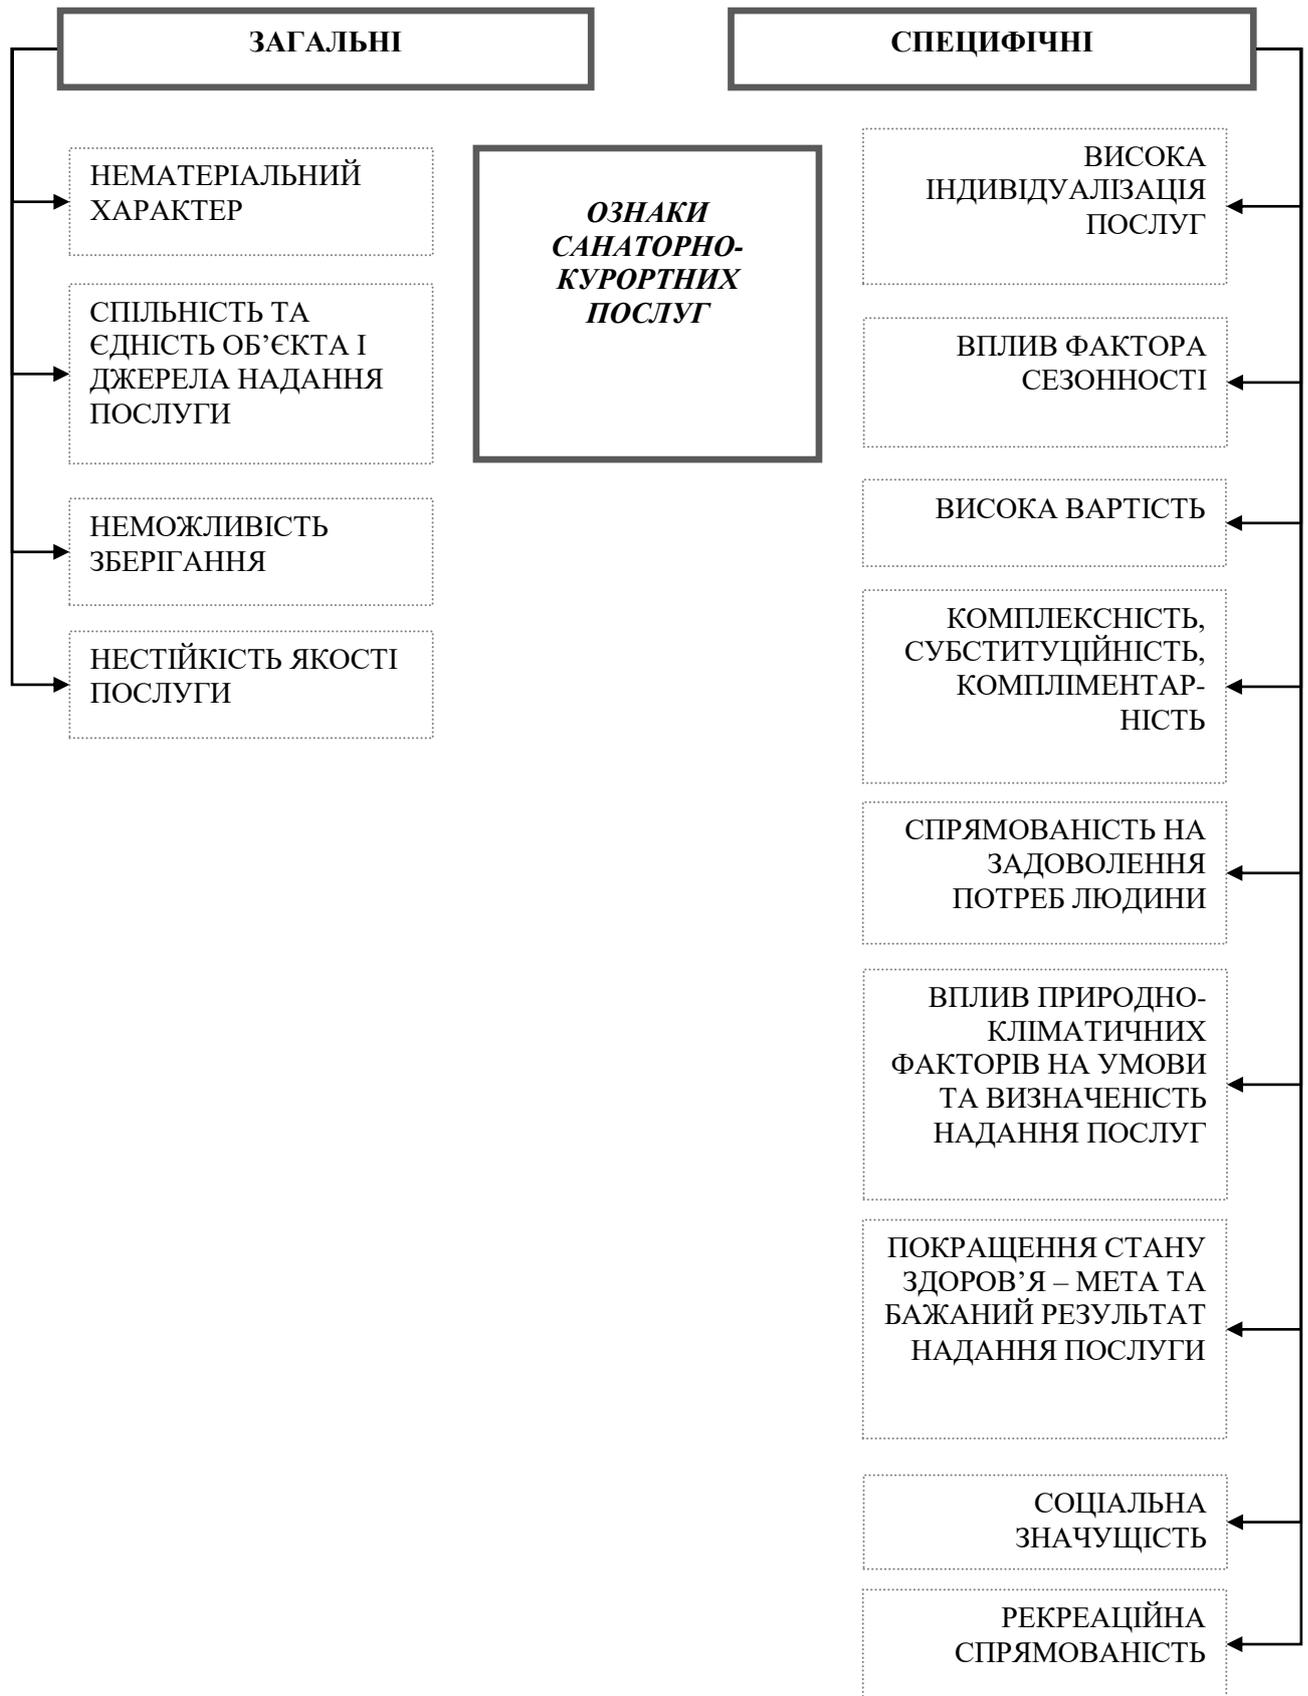 ЗАГАЛЬНІ
СПЕЦИФІЧНІ
НЕМАТЕРІАЛЬНИЙ
ХАРАКТЕР
СПІЛЬНІСТЬ ТА
ЄДНІСТЬ ОБ’ЄКТА І
ДЖЕРЕЛА НАДАННЯ
ПОСЛУГИ
НЕМОЖЛИВІСТЬ
ЗБЕРІГАННЯ
НЕСТІЙКІСТЬ ЯКОСТІ
ПОСЛУГИ
ОЗНАКИ
САНАТОРНО-
КУРОРТНИХ
ПОСЛУГ
ВИСОКА
ІНДИВІДУАЛІЗАЦІЯ
ПОСЛУГ
ВПЛИВ ФАКТОРА
СЕЗОННОСТІ
ВИСОКА ВАРТІСТЬ
КОМПЛЕКСНІСТЬ,
СУБСТИТУЦІЙНІСТЬ,
КОМПЛІМЕНТАР-
НІСТЬ
СПРЯМОВАНІСТЬ НА
ЗАДОВОЛЕННЯ
ПОТРЕБ ЛЮДИНИ
ВПЛИВ ПРИРОДНО-
КЛІМАТИЧНИХ
ФАКТОРІВ НА УМОВИ
ТА ВИЗНАЧЕНІСТЬ
НАДАННЯ ПОСЛУГ
ПОКРАЩЕННЯ СТАНУ
ЗДОРОВ’Я – МЕТА ТА
БАЖАНИЙ РЕЗУЛЬТАТ
НАДАННЯ ПОСЛУГИ
СОЦІАЛЬНА
ЗНАЧУЩІСТЬ
РЕКРЕАЦІЙНА
СПРЯМОВАНІСТЬ